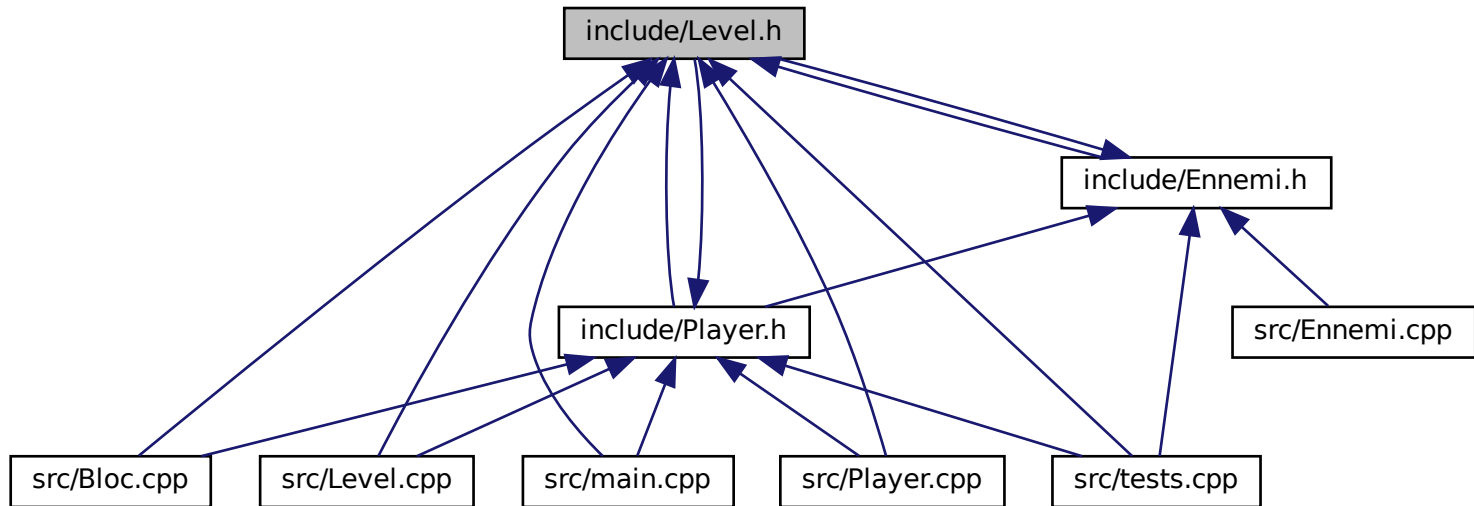 include/Level.h
include/Ennemi.h
include/Player.h
src/Ennemi.cpp
src/Bloc.cpp
src/Level.cpp
src/main.cpp
src/Player.cpp
src/tests.cpp